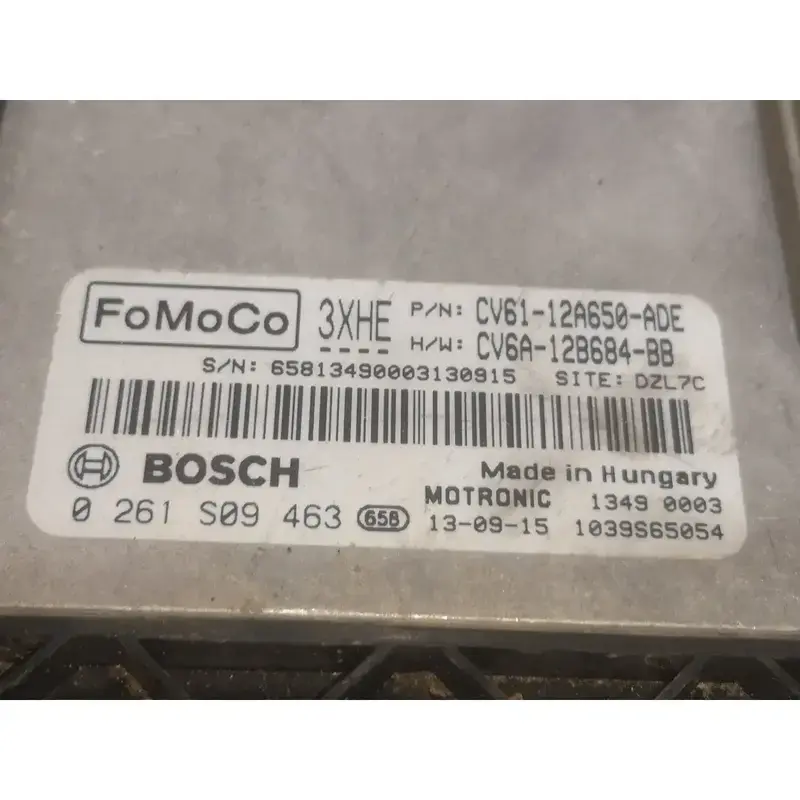 FoMoCo 3XHE P/N: CV61-12A650-ADE
H/W: CV6A-12B684-BB
S/N: 65813490003130915 SITE: DZL7C
BOSCH Made in Hungary
MOTRONIC 1349 0003
0 261 S09 463 658 13-09-15 1039S65054